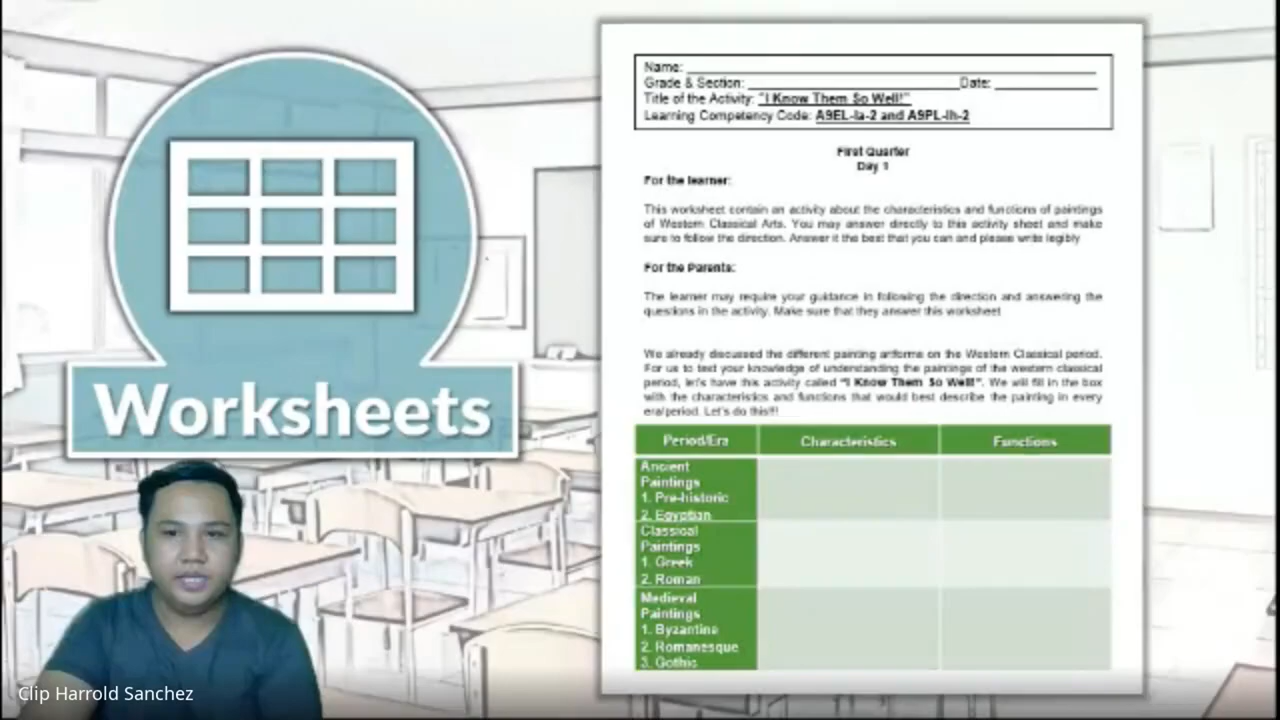 Worksheets
Name:
Grade & Section: Date:
Title of the Activity: "I Know Them So Well!"
Learning Competency Code: A9EL-Ia-2 and A9PL-Ih-2
First Quarter
Day 1
For the learner:
This worksheet contain an activity about the characteristics and functions of paintings
of Western Classical Arts. You may answer directly to this activity sheet and make
sure to follow the direction. Answer it the best that you can and please write legibly
For the Parents:
The learner may require your guidance in following the direction and answering the
questions in the activity. Make sure that they answer this worksheet
We already discussed the different painting artforms on the Western Classical period.
For us to test your knowledge of understanding the paintings of the western classical
period, let's have this activity called "I Know Them So Well!". We will fill in the box
with the characteristics and functions that would best describe the painting in every
era/period. Let's do this!!!
Period/Era Characteristics Functions
Ancient
Paintings
1. Pre-historic
2. Egyptian
Classical
Paintings
1. Greek
2. Roman
Medieval
Paintings
1. Byzantine
2. Romanesque
3. Gothic
Clip Harrold Sanchez